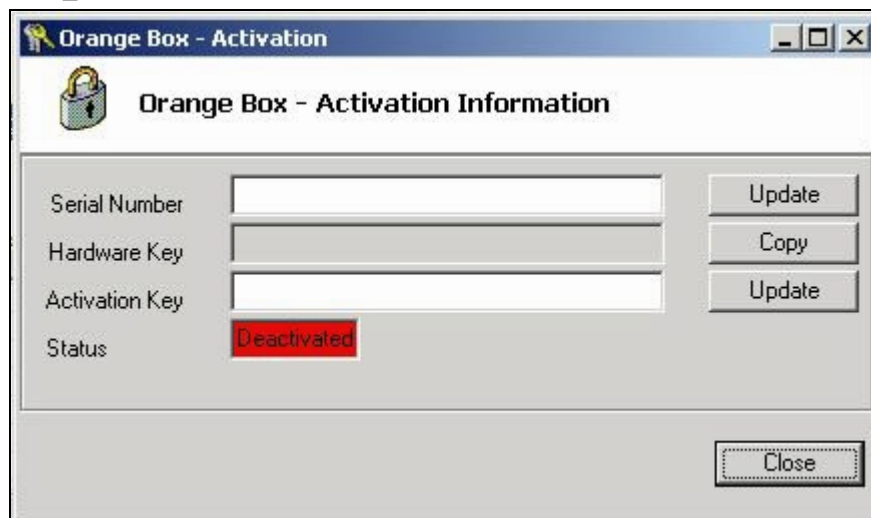 Orange Box - Activation
Orange Box - Activation Information
Serial Number Update
Hardware Key Copy
Activation Key Update
Status Deactivated
Close